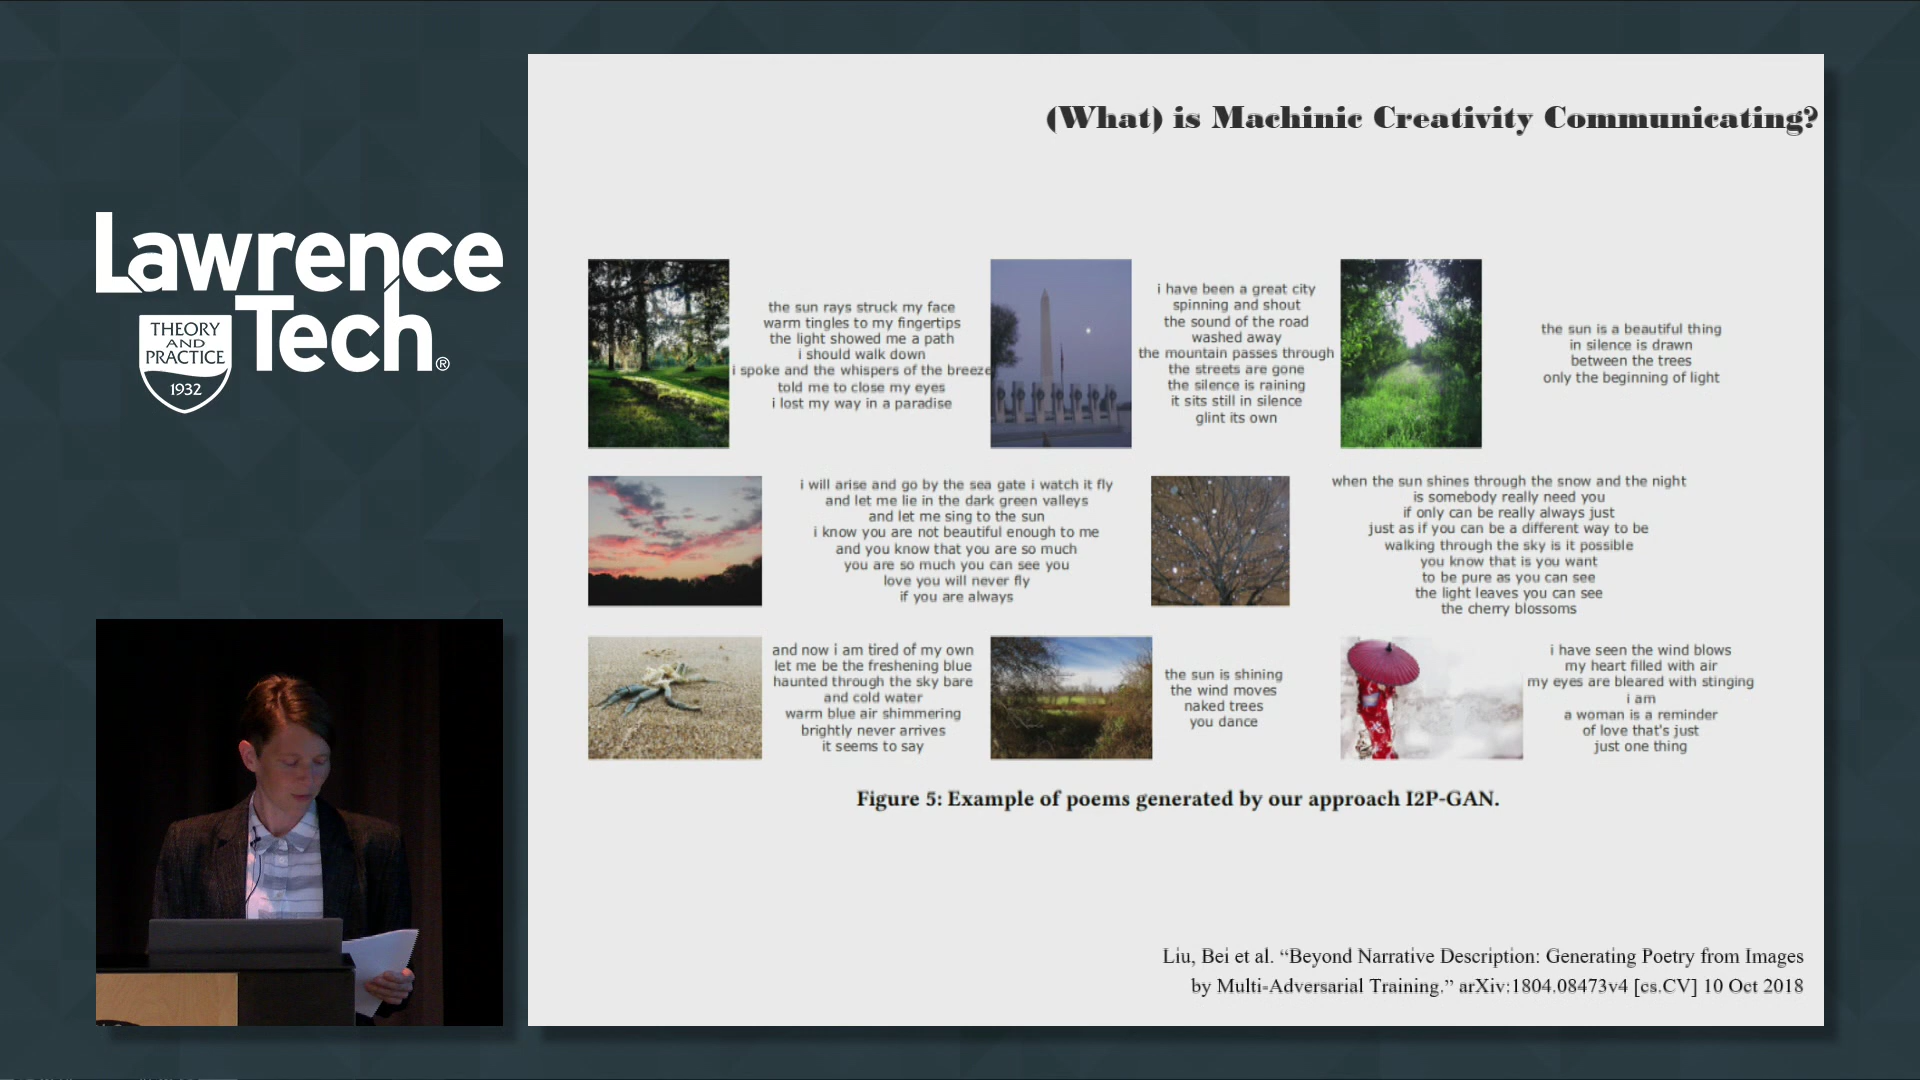 Lawrence
Tech®
THEORY
AND
PRACTICE
1932
(What) is Machinic Creativity Communicating?
the sun rays struck my face
warm tingles to my fingertips
the light showed me a path
i should walk down
i spoke and the whispers of the breeze
told me to close my eyes
i lost my way in a paradise
i have been a great city
spinning and shout
the sound of the road
washed away
the mountain passes through
the streets are gone
the silence is raining
it sits still in silence
glint its own
the sun is a beautiful thing
in silence is drawn
between the trees
only the beginning of light
i will arise and go by the sea gate i watch it fly
and let me lie in the dark green valleys
and let me sing to the sun
i know you are not beautiful enough to me
and you know that you are so much
you are so much you can see you
love you will never fly
if you are always
when the sun shines through the snow and the night
is somebody really need you
if only can be really always just
just as if you can be a different way to be
walking through the sky is it possible
you know that is you want
to be pure as you can see
the light leaves you can see
the cherry blossoms
and now i am tired of my own
let me be the freshening blue
haunted through the sky bare
and cold water
warm blue air shimmering
brightly never arrives
it seems to say
the sun is shining
the wind moves
naked trees
you dance
i have seen the wind blows
my heart filled with air
my eyes are bleared with stinging
i am
a woman is a reminder
of love that's just
just one thing
Figure 5: Example of poems generated by our approach I2P-GAN.
Liu, Bei et al. “Beyond Narrative Description: Generating Poetry from Images
by Multi-Adversarial Training.” arXiv:1804.08473v4 [cs.CV] 10 Oct 2018